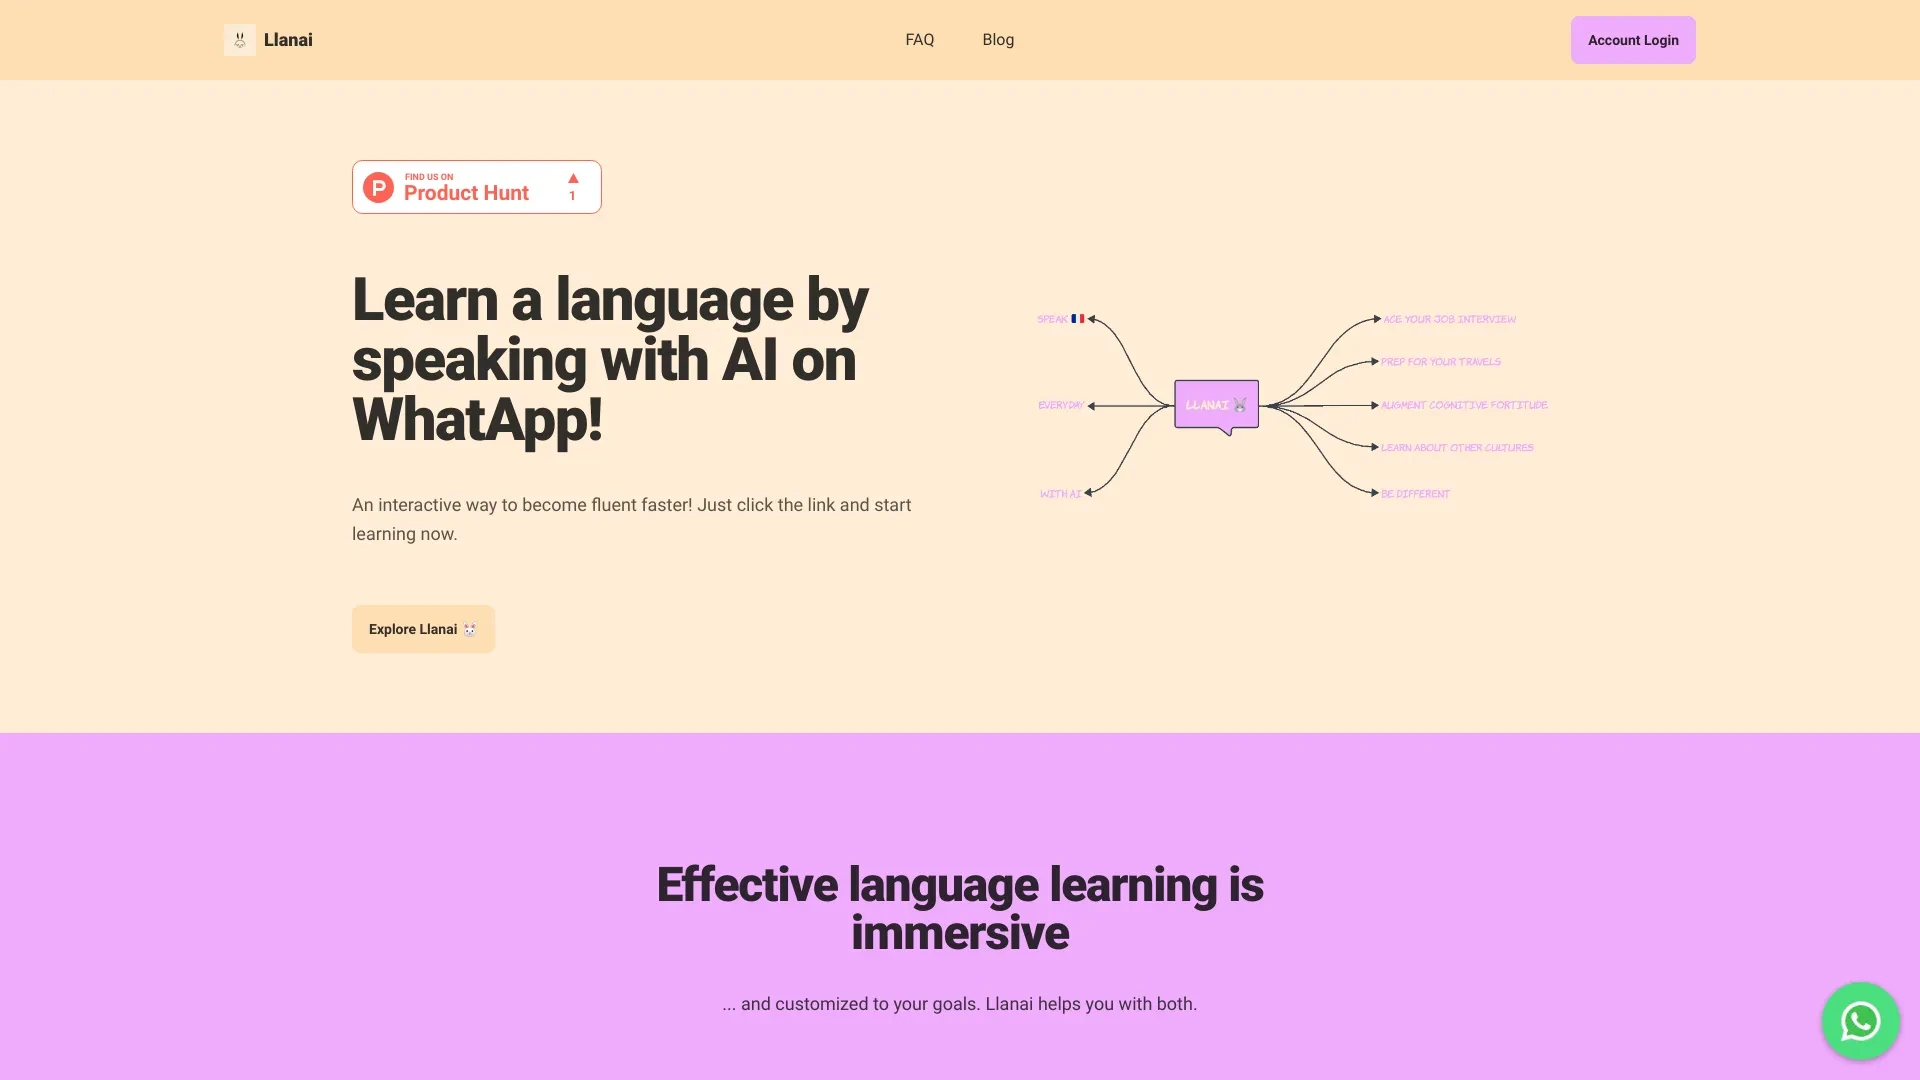 Llanai
FAQ
Blog
Account Login
FIND US ON
Product Hunt
1
Learn a language by
speaking with AI on
WhatApp!
An interactive way to become fluent faster! Just click the link and start
learning now.
Explore Llanai
SPEAK
EVERYDAY
WITH AI
LLANAI
ACE YOUR JOB INTERVIEW
PREP FOR YOUR TRAVELS
AUGMENT COGNITIVE FORTITUDE
LEARN ABOUT OTHER CULTURES
BE DIFFERENT
Effective language learning is
immersive
... and customized to your goals. Llanai helps you with both.